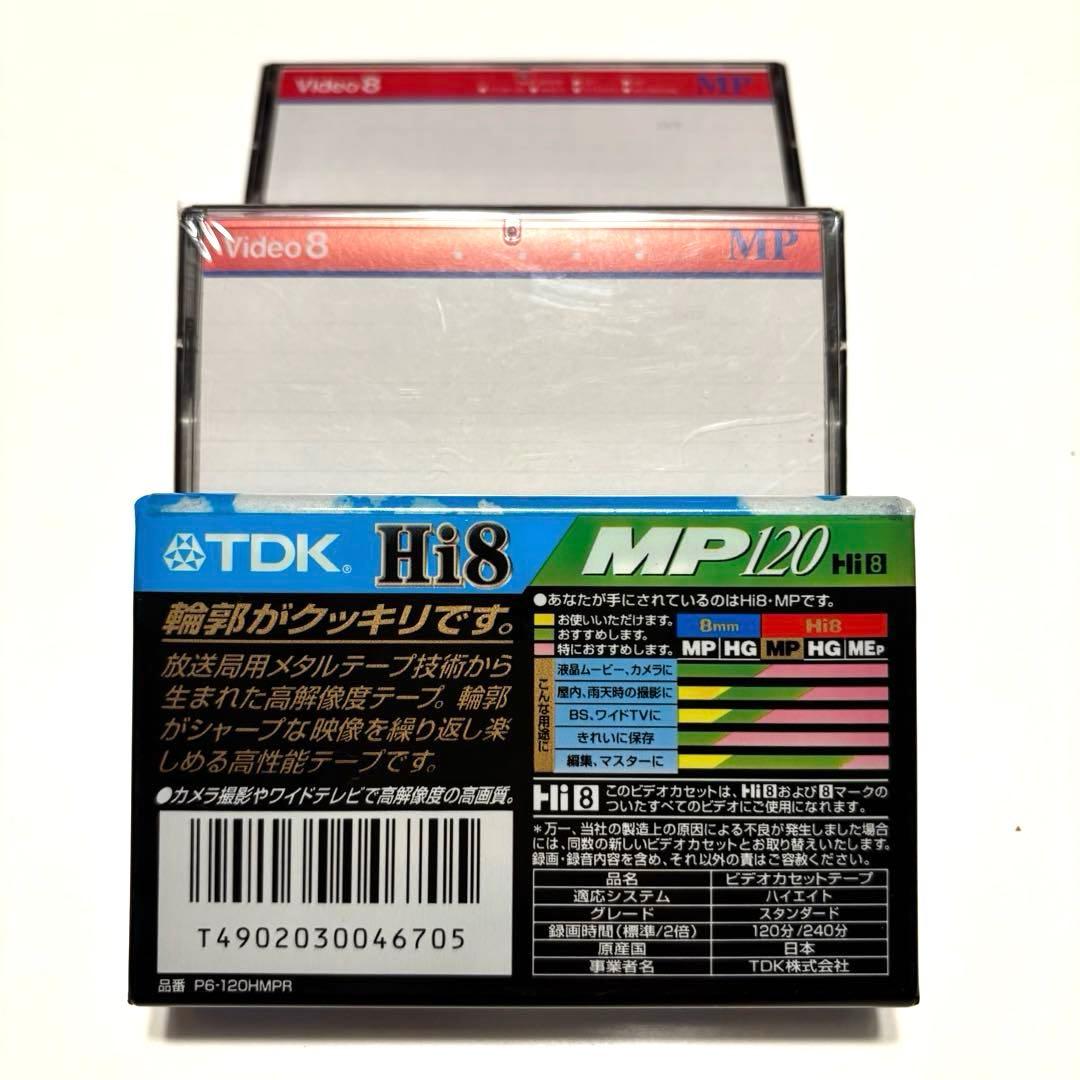 Video 8 MP
Video 8 MP
TDK® Hi8 MP120 Hi8
輪郭がクッキリです。
放送局用メタルテープ技術から
生まれた高解像度テープ。輪郭
がシャープな映像を繰り返し楽
しめる高性能テープです。
●カメラ撮影やワイドテレビで高解像度の高画質。
T4902030046705
品番 P6-120HMPR
●あなたが手にされているのはHi8・MPです。
お使いいただけます。
おすすめします。
特におすすめします。
8mm Hi8
MP HG MP HG MEP
こんな用途に
液晶ムービー、カメラに
屋内、雨天時の撮影に
BS、ワイドTVに
きれいに保存
編集、マスターに
Hi8 このビデオカセットは、Hi8および8マークの
ついたすべてのビデオにご使用になれます。
*万一、当社の製造上の原因による不良が発生しました場合
には、同数の新しいビデオカセットとお取り替えいたします。
録画・録音内容を含め、それ以外の責はご容赦ください。
品名 ビデオカセットテープ
適応システム ハイエイト
グレード スタンダード
録画時間(標準/2倍) 120分/240分
原産国 日本
事業者名 TDK株式会社